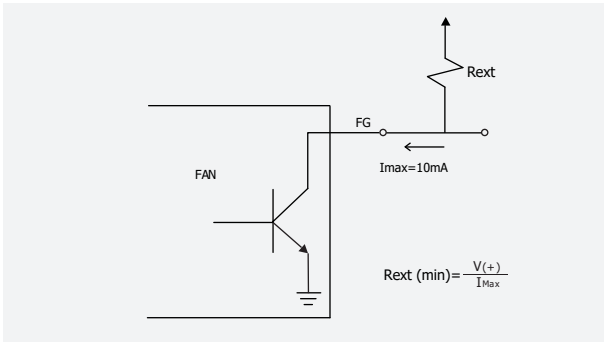 Rext
FG
Imax=10mA
FAN
Rext (min)= V(+) / IMax